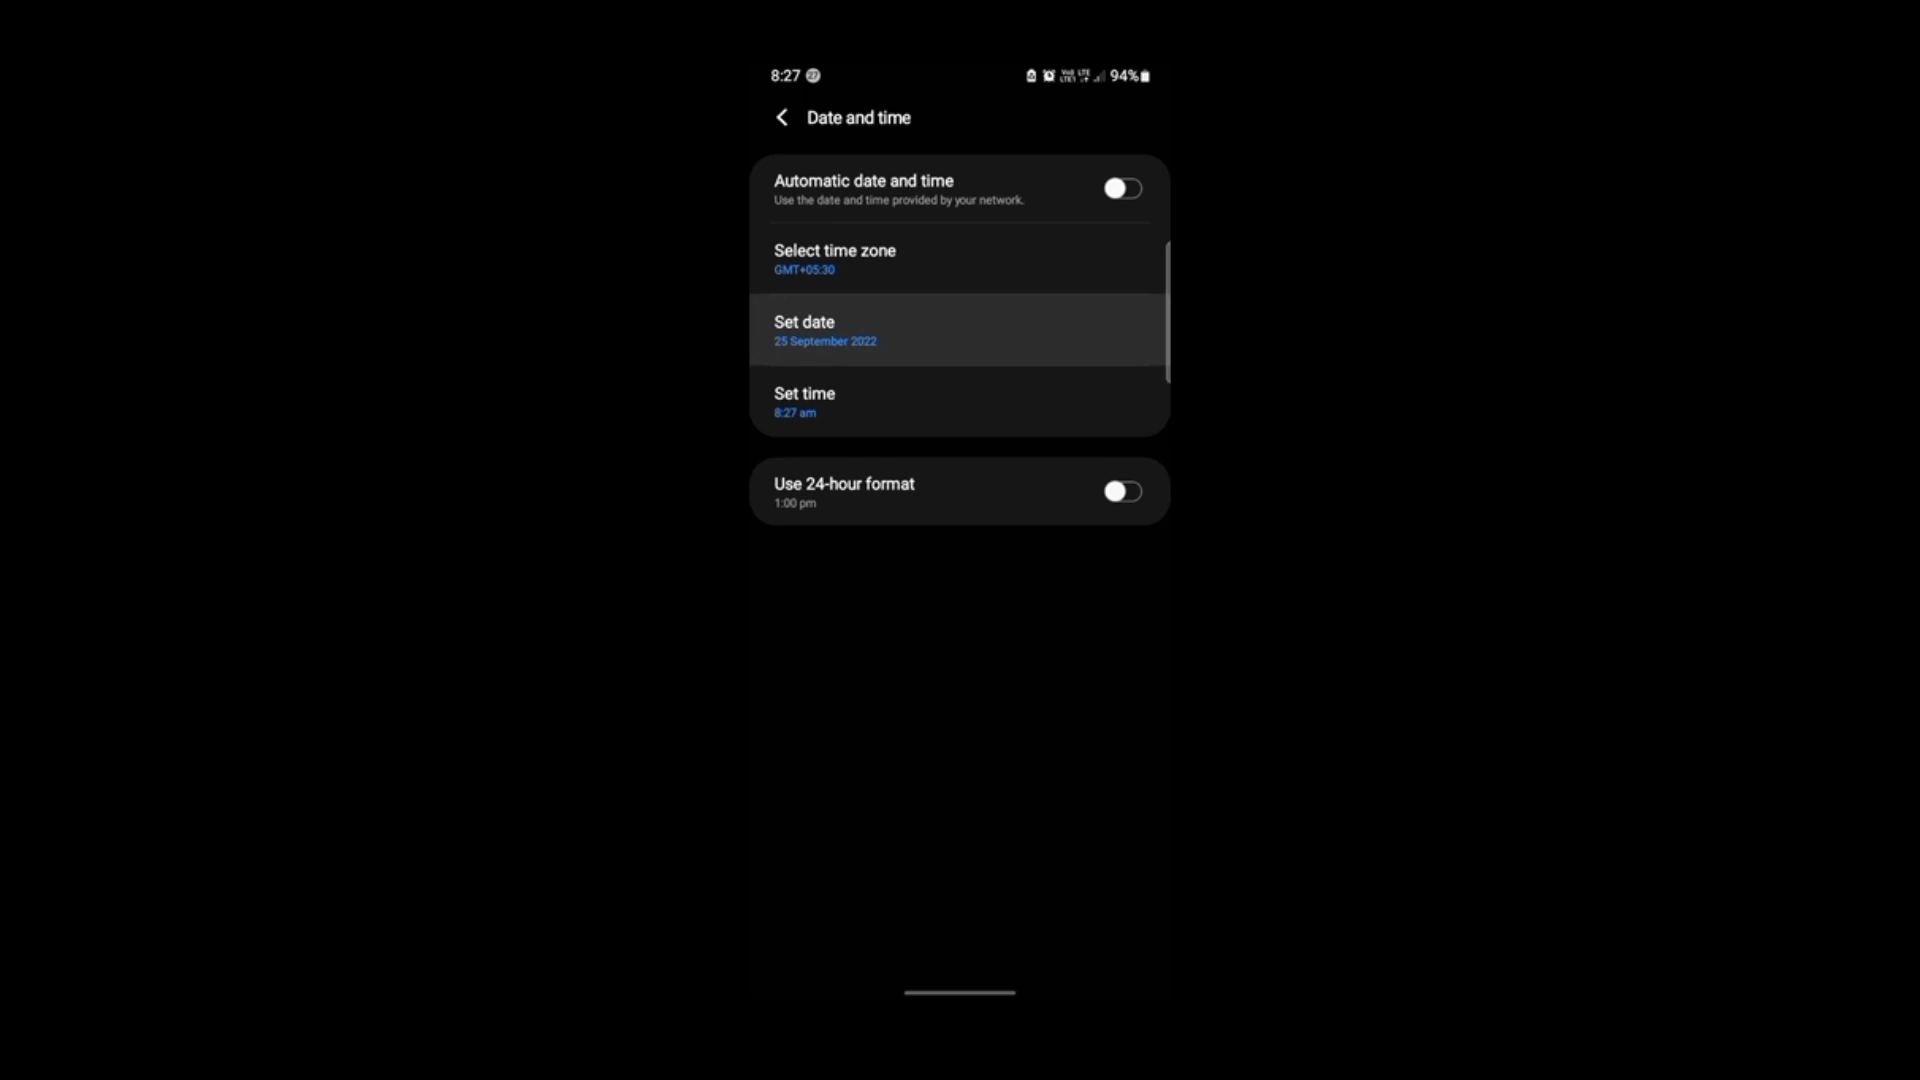 8:27
94%
Date and time
Automatic date and time
Use the date and time provided by your network.
Select time zone
GMT+05:30
Set date
25 September 2022
Set time
8:27 am
Use 24-hour format
1:00 pm